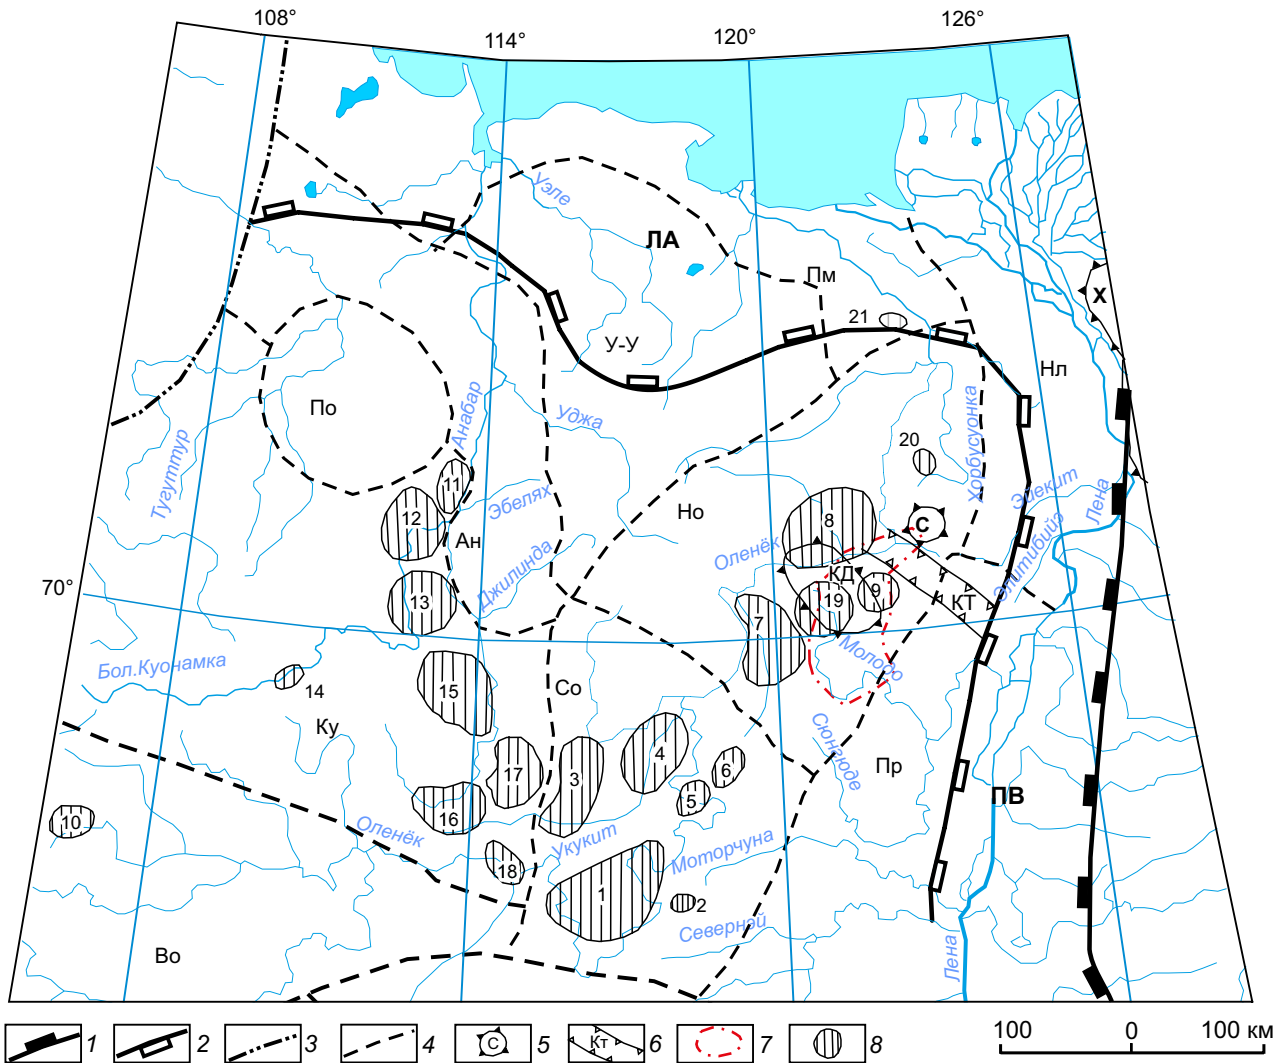 108°
114°
120°
126°
Уэле
ЛА
Пм
Х
21
У-У
Нл
По
Анабар
Уджа
Хорбусуонка
Тугуттур
20
11
Эбелях
12
Ан
Но
8
С
Эйекит
Лена
Элитибийэ
Оленёк
КД
Джилинда
70°
13
19
9
КТ
7
Молодо
Бол.Куонамка
14
15
Со
Ку
Сюнгюде
4
Пр
17
3
6
5
ПВ
10
16
Оленёк
Укукит
Моторчуна
18
1
2
Северный
Во
Лена
1
2
3
4
С
5
Кт
6
7
8
100
0
100 км